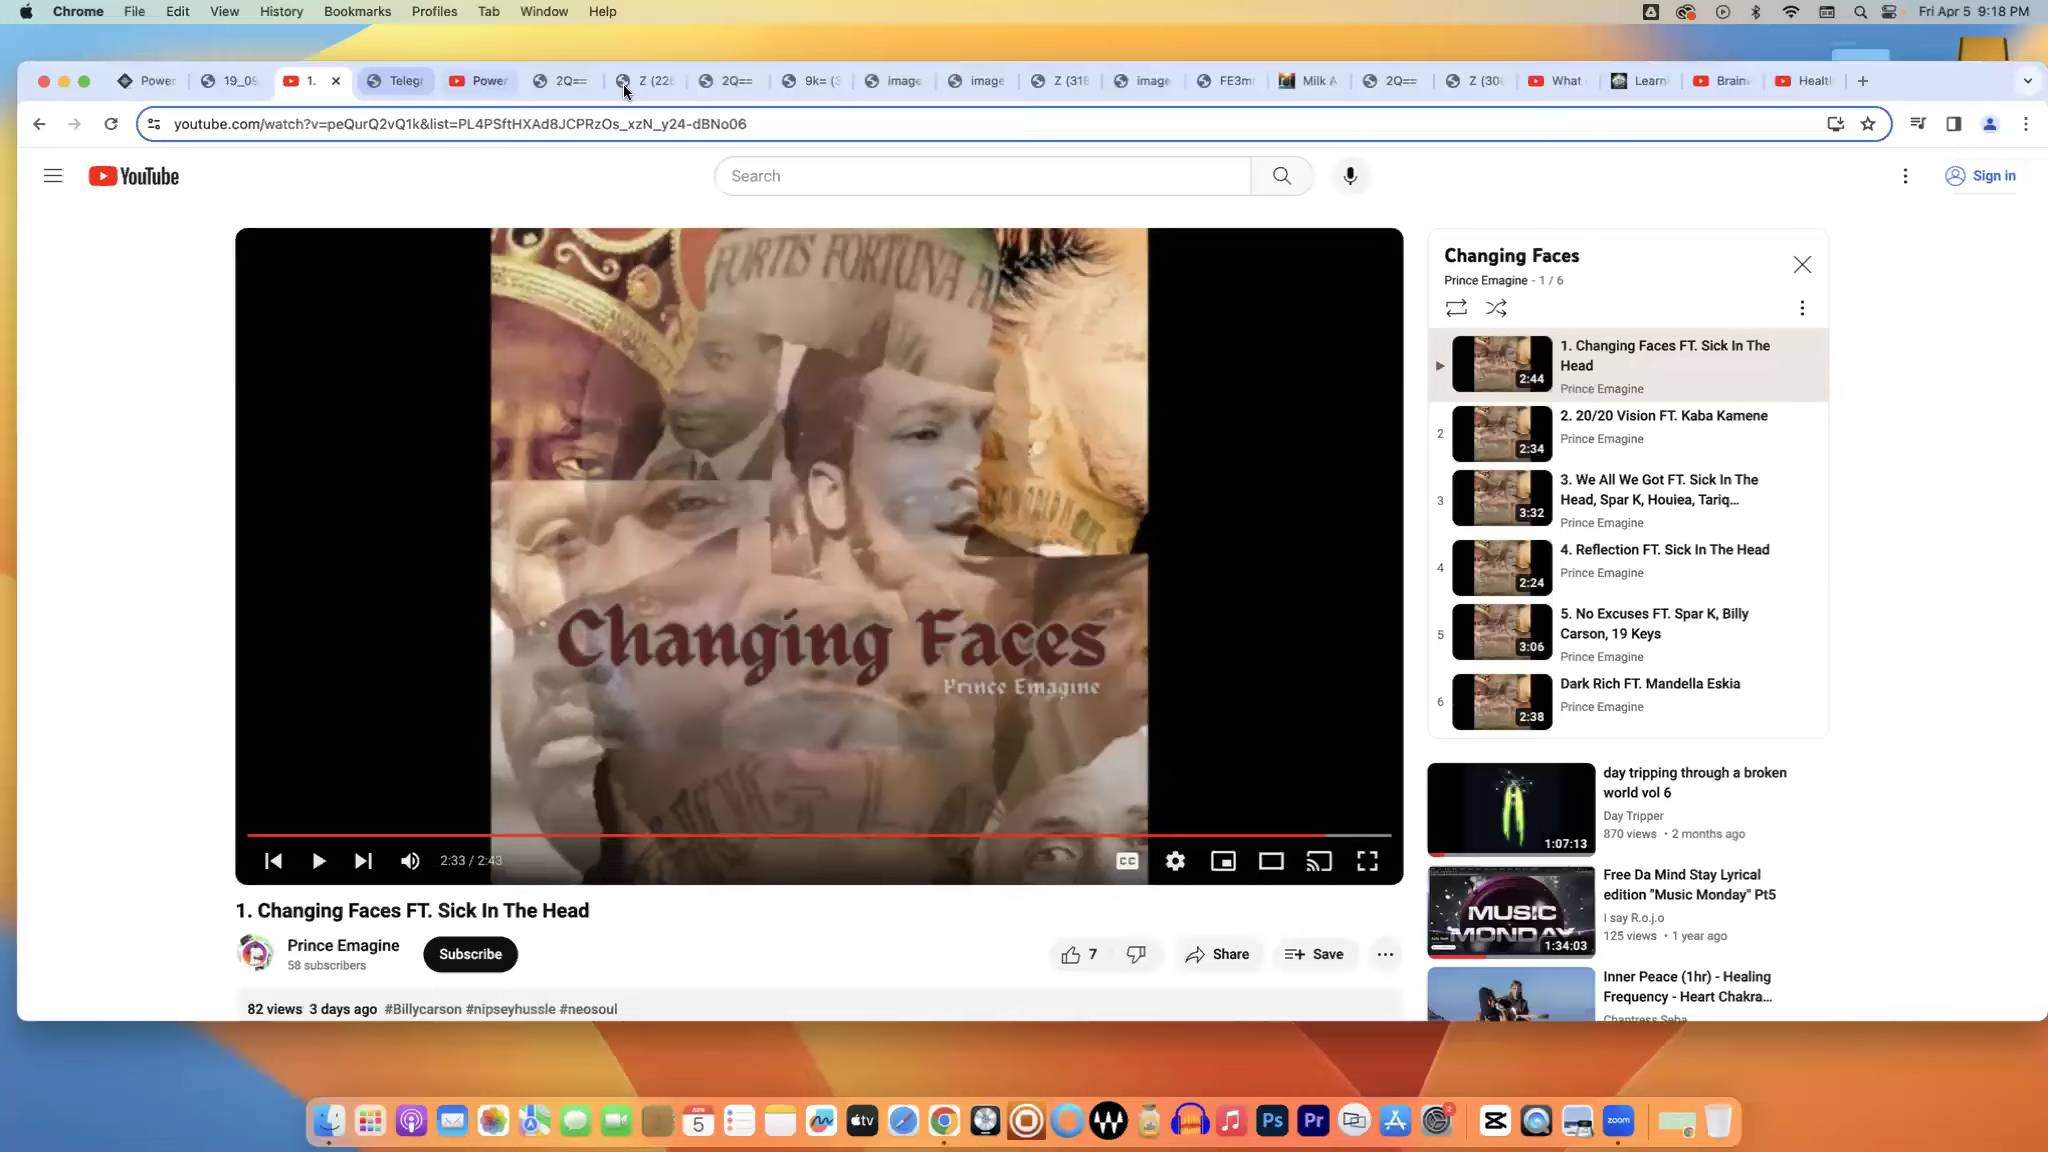 Chrome File Edit View History Bookmarks Profiles Tab Window Help Fri Apr 5 9:18 PM
Power 19_09 1. Telegr Power 2Q== Z (225 2Q== 9k= (3 image image Z (318 image FE3m Milk A 2Q== Z (300 What Learn Brain Healt
youtube.com/watch?v=peQurQ2vQ1k&list=PL4PSftHXAd8JCPRzOs_xzN_y24-dBNo06
YouTube
Search
Sign in
FORTIS FORTUNA A
Changing Faces
Prince Emagine
2:33 / 2:43
CC
1. Changing Faces FT. Sick In The Head
Prince Emagine
58 subscribers
Subscribe
7
Share
Save
82 views 3 days ago #Billycarson #nipseyhussle #neosoul
Changing Faces
Prince Emagine - 1 / 6
1. Changing Faces FT. Sick In The
Head
Prince Emagine
2:44
2
2. 20/20 Vision FT. Kaba Kamene
Prince Emagine
2:34
3
3. We All We Got FT. Sick In The
Head, Spar K, Houiea, Tariq...
Prince Emagine
3:32
4
4. Reflection FT. Sick In The Head
Prince Emagine
2:24
5
5. No Excuses FT. Spar K, Billy
Carson, 19 Keys
Prince Emagine
3:06
6
Dark Rich FT. Mandella Eskia
Prince Emagine
2:38
day tripping through a broken
world vol 6
Day Tripper
870 views • 2 months ago
1:07:13
MUSIC
MONDAY
1:34:03
Free Da Mind Stay Lyrical
edition "Music Monday" Pt5
I say R.o.j.o
125 views • 1 year ago
Inner Peace (1hr) - Healing
Frequency - Heart Chakra...
Chantress Seba
5
tv
Ps
Pr
2
zoom